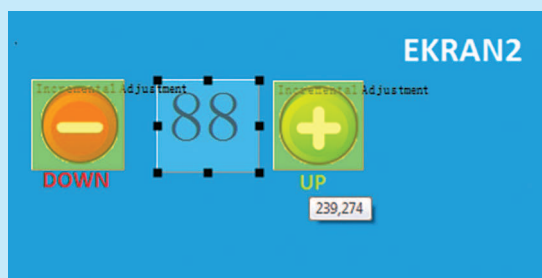 EKRAN2
Incremental Adjustment
88
Incremental Adjustment
DOWN
UP
239,274